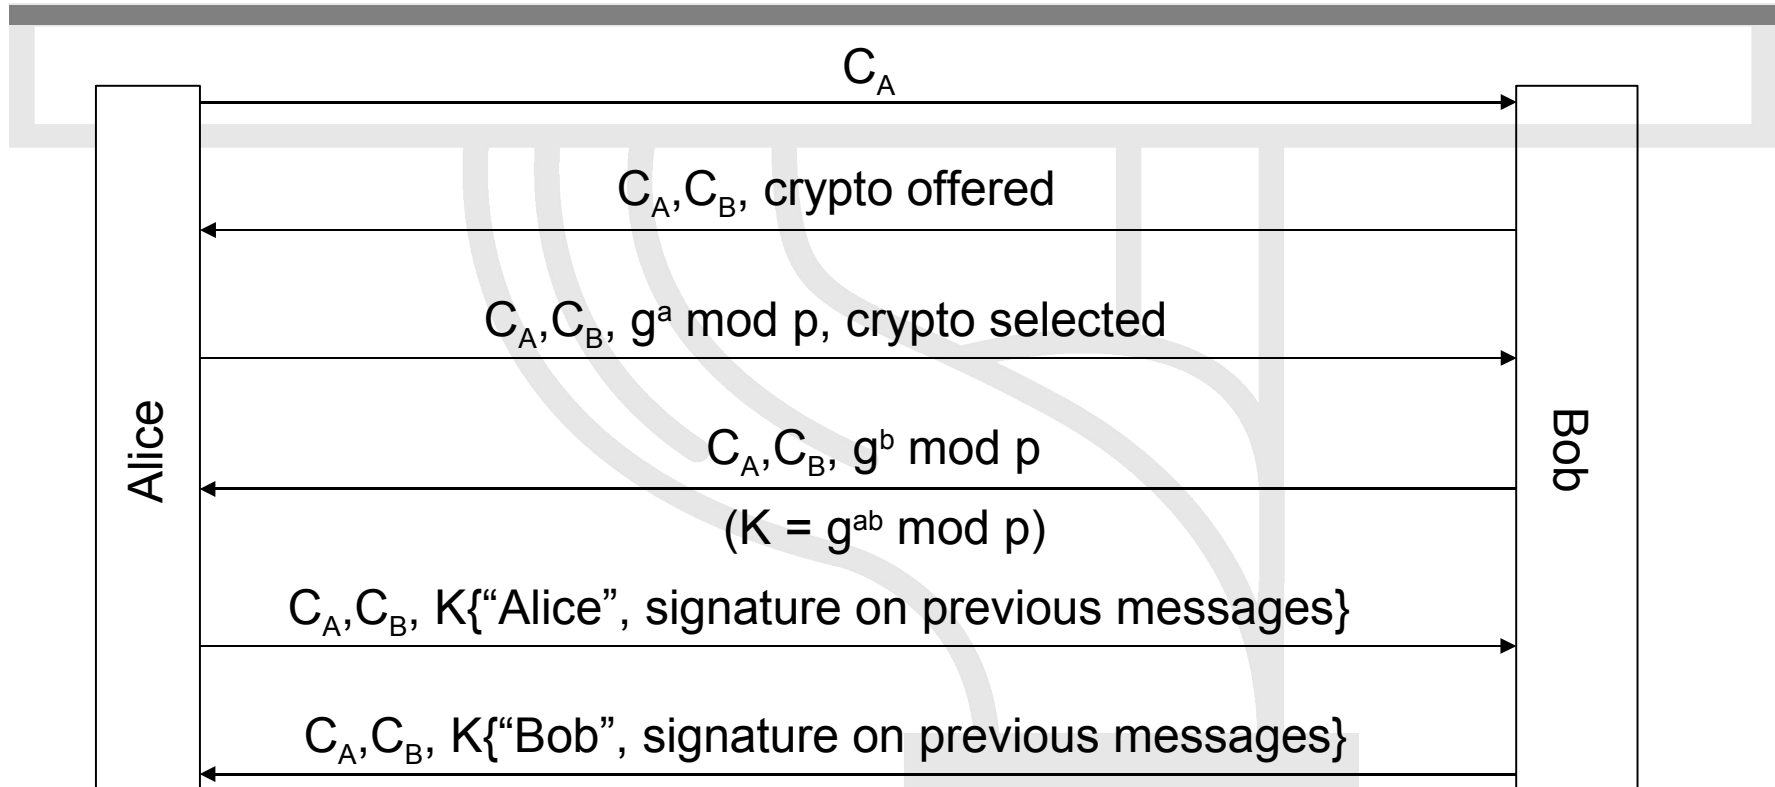 C_A
C_A,C_B, crypto offered
C_A,C_B, g^a mod p, crypto selected
Alice
Bob
C_A,C_B, g^b mod p
(K = g^ab mod p)
C_A,C_B, K{“Alice”, signature on previous messages}
C_A,C_B, K{“Bob”, signature on previous messages}